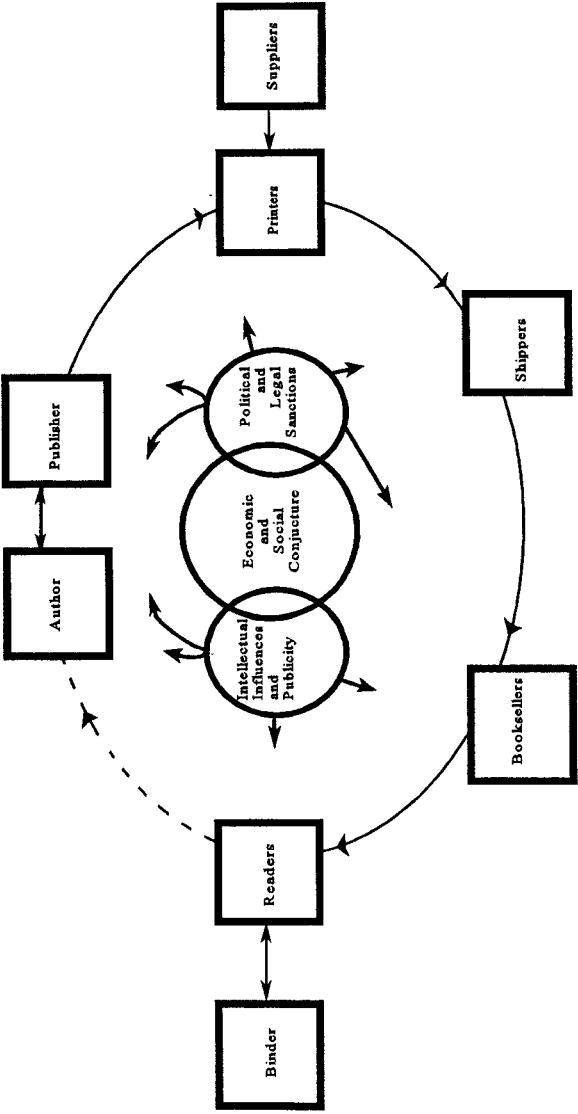 Author
Publisher
Suppliers
Printers
Shippers
Booksellers
Readers
Binder
Intellectual
Influences
and
Publicity
Economic
and
Social
Conjucture
Political
and
Legal
Sanctions